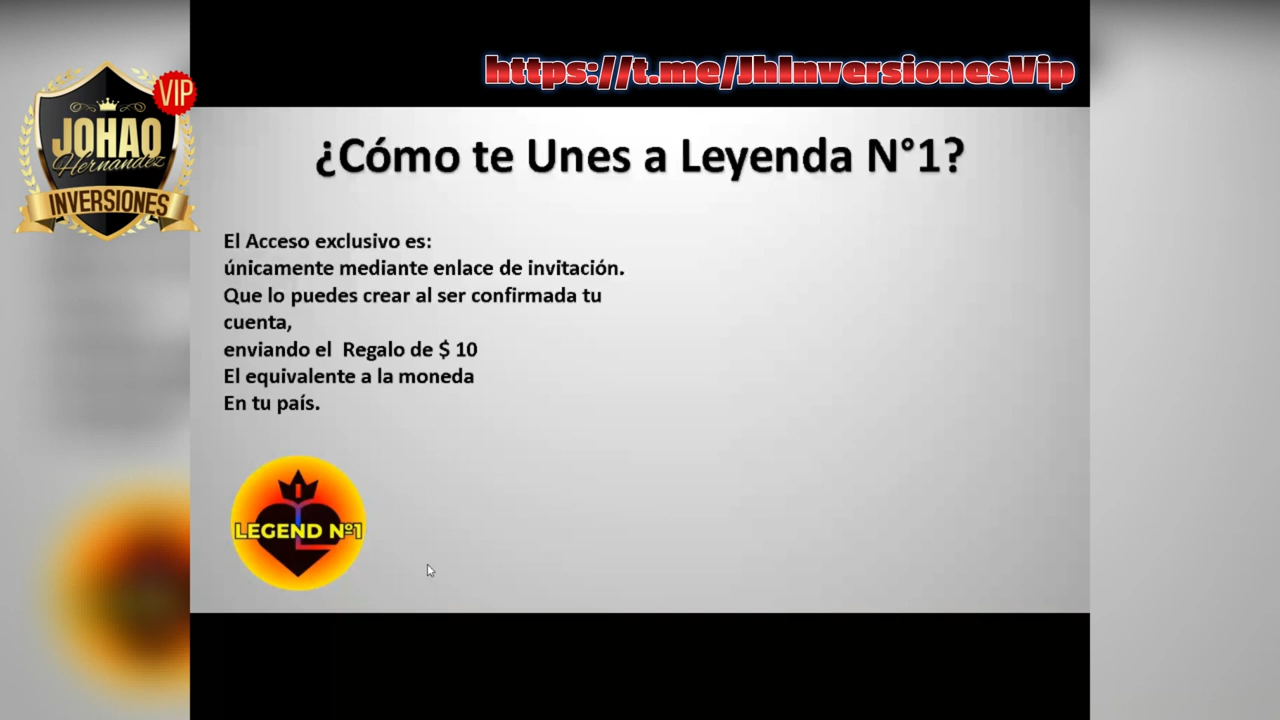 https://t.me/JhInversionesVip
VIP
JOHAO
Hernandez
INVERSIONES
¿Cómo te Unes a Leyenda N°1?
El Acceso exclusivo es:
únicamente mediante enlace de invitación.
Que lo puedes crear al ser confirmada tu
cuenta,
enviando el  Regalo de $ 10
El equivalente a la moneda
En tu país.
LEGEND Nº1